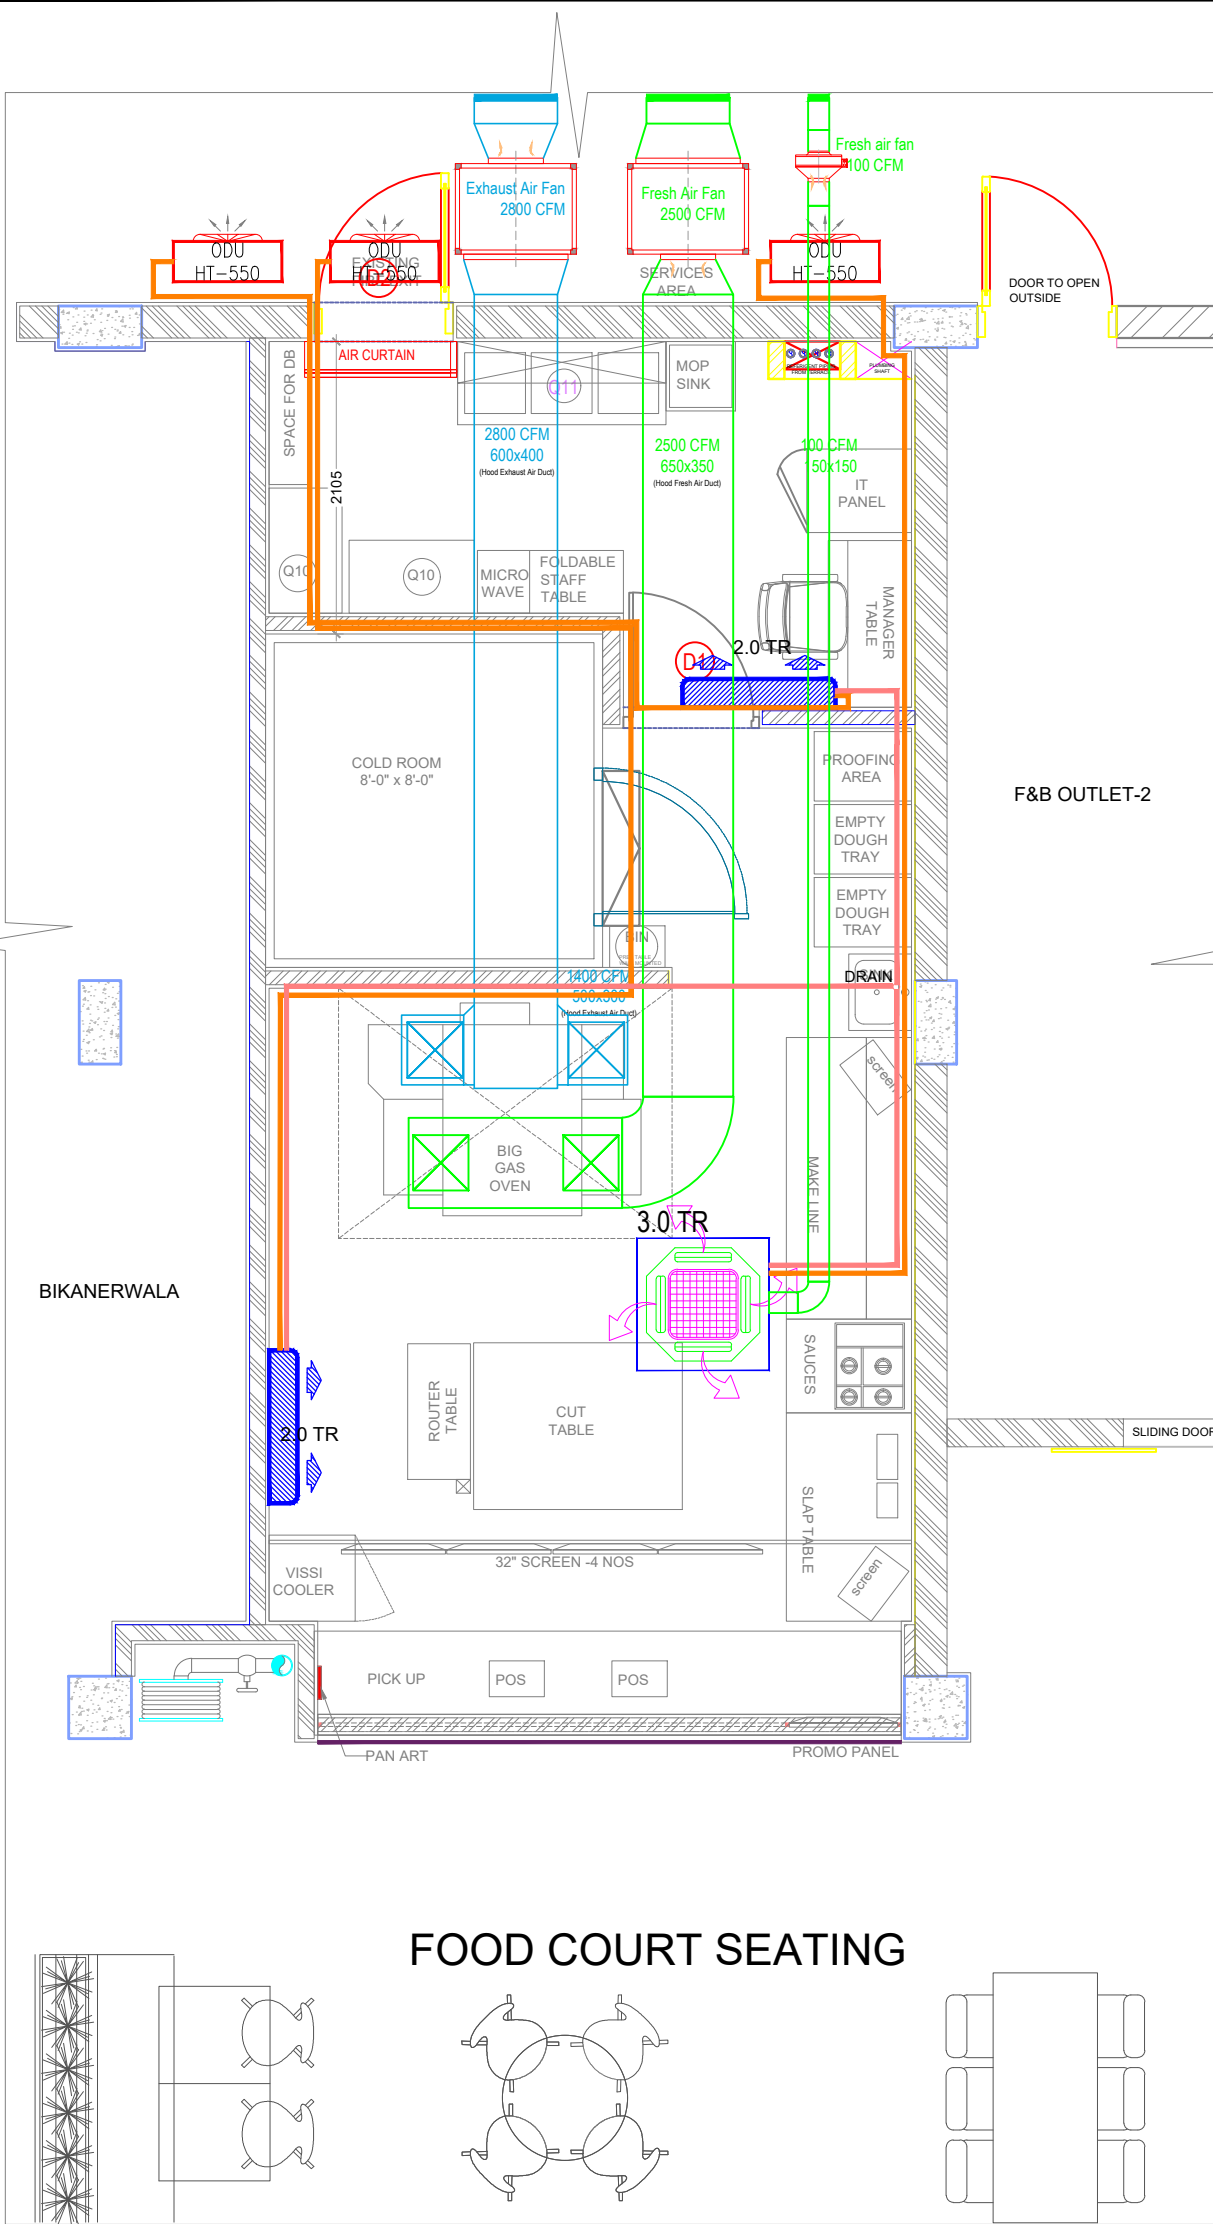 Fresh air fan
100 CFM
Exhaust Air Fan
2800 CFM
Fresh Air Fan
2500 CFM
ODU
HT-550
ODU
HT-550
EXISTING
D2
SERVICES
AREA
ODU
HT-550
DOOR TO OPEN
OUTSIDE
SPACE FOR DB
AIR CURTAIN
Q11
MOP
SINK
PLUMBING
SHAFT
2800 CFM
600x400
(Hood Exhaust Air Duct)
2500 CFM
650x350
(Hood Fresh Air Duct)
100 CFM
150x150
IT
PANEL
2105
Q10
Q10
MICRO
WAVE
FOLDABLE
STAFF
TABLE
MANAGER
TABLE
D1
2.0 TR
COLD ROOM
8'-0" x 8'-0"
PROOFING
AREA
F&B OUTLET-2
EMPTY
DOUGH
TRAY
EMPTY
DOUGH
TRAY
BIN
1400 CFM
500x300
(Hood Exhaust Air Duct)
DRAIN
screen
BIG
GAS
OVEN
MAKE LINE
3.0 TR
BIKANERWALA
SAUCES
ROUTER
TABLE
CUT
TABLE
2.0 TR
SLIDING DOOR
SLAP TABLE
32" SCREEN -4 NOS
VISSI
COOLER
screen
PICK UP
POS
POS
PAN ART
PROMO PANEL
FOOD COURT SEATING